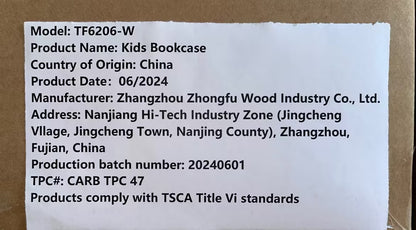 Model: TF6206-W
Product Name: Kids Bookcase
Country of Origin: China
Product Date: 06/2024
Manufacturer: Zhangzhou Zhongfu Wood Industry Co., Ltd.
Address: Nanjiang Hi-Tech Industry Zone (Jingcheng
Vllage, Jingcheng Town, Nanjing County), Zhangzhou,
Fujian, China
Production batch number: 20240601
TPC#: CARB TPC 47
Products comply with TSCA Title Vi standards